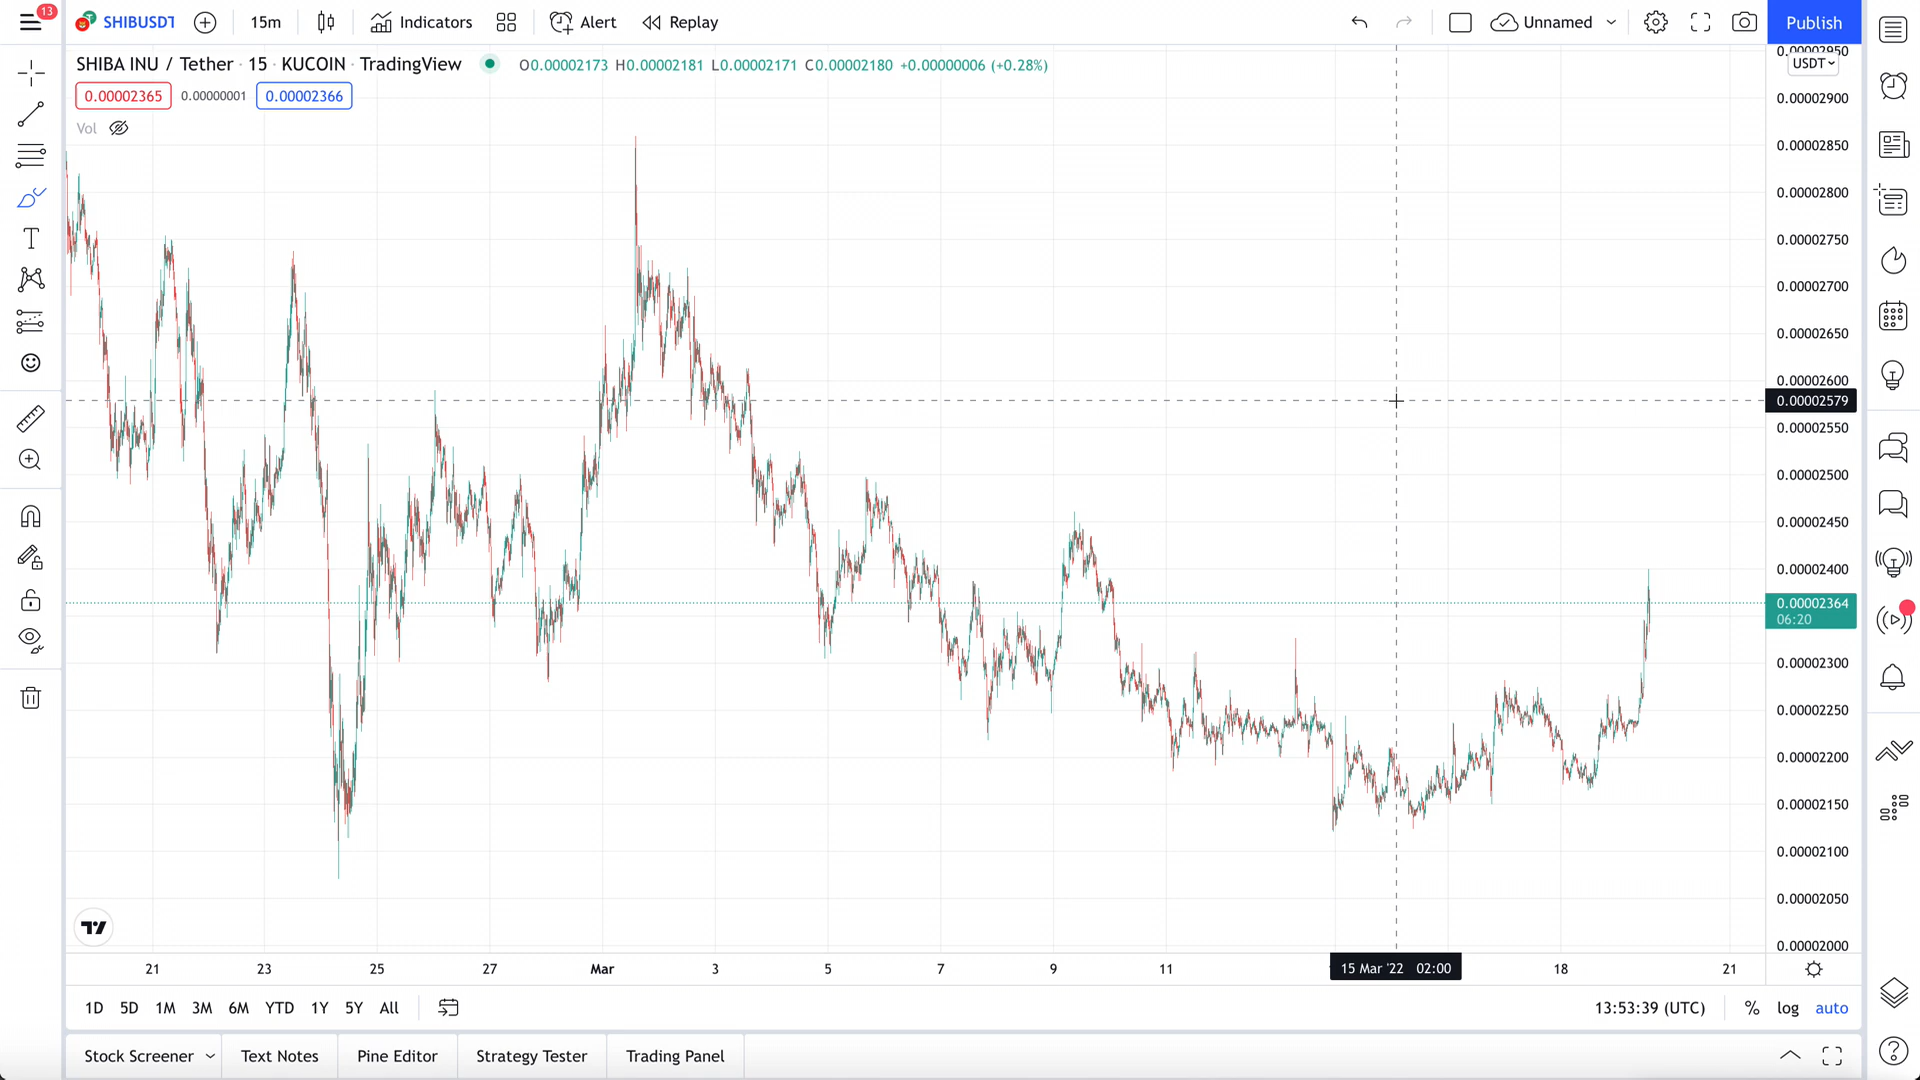 13
SHIBUSDT
15m
Indicators
Alert
Replay
Unnamed
Publish
SHIBA INU / Tether · 15 · KUCOIN · TradingView
O0.00002173 H0.00002181 L0.00002171 C0.00002180 +0.00000006 (+0.28%)
0.00002365
0.00000001
0.00002366
Vol
0.00002950
USDT
0.00002900
0.00002850
0.00002800
0.00002750
0.00002700
0.00002650
0.00002600
0.00002579
0.00002550
0.00002500
0.00002450
0.00002400
0.00002364
06:20
0.00002300
0.00002250
0.00002200
0.00002150
0.00002100
0.00002050
0.00002000
21 23 25 27 Mar 3 5 7 9 11 15 Mar '22 02:00 18 21
1D 5D 1M 3M 6M YTD 1Y 5Y All
13:53:39 (UTC)
% log auto
Stock Screener
Text Notes
Pine Editor
Strategy Tester
Trading Panel